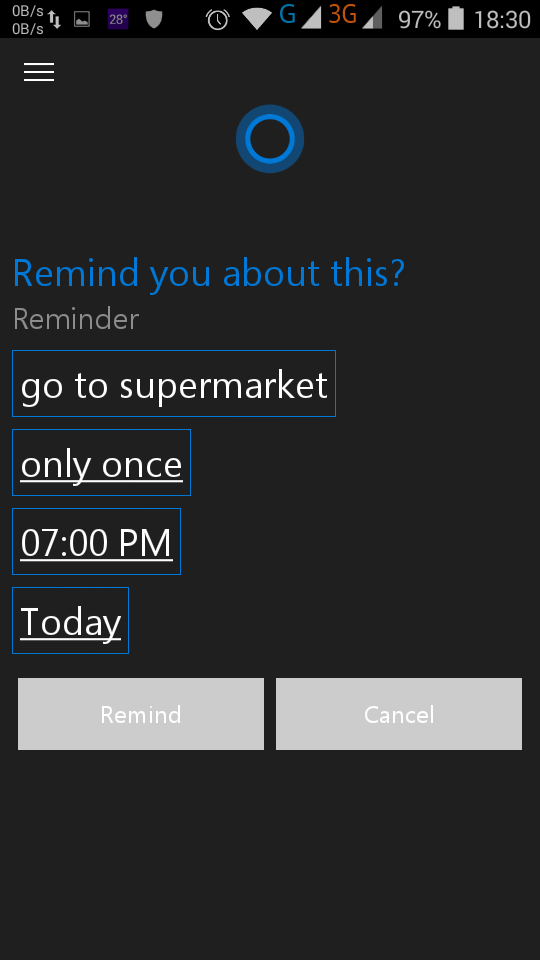 0B/s
0B/s
28°
G
3G
97%
18:30
Remind you about this?
Reminder
go to supermarket
only once
07:00 PM
Today
Remind
Cancel